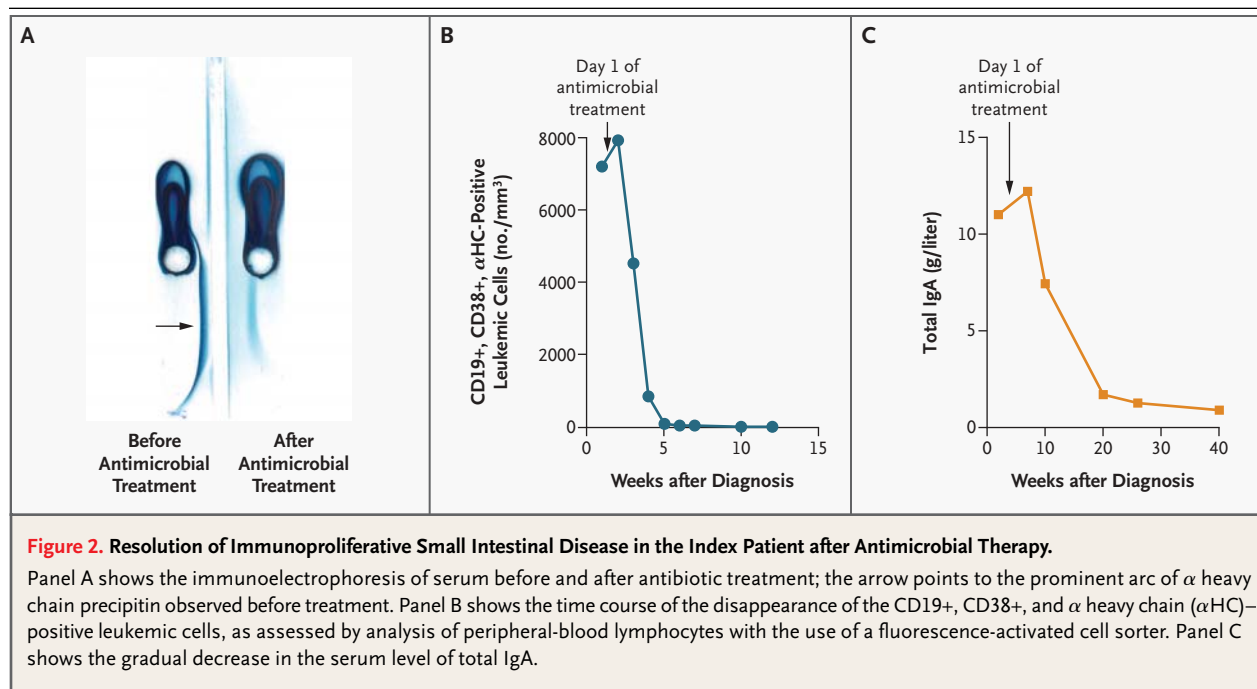 A
Before
Antimicrobial
Treatment
After
Antimicrobial
Treatment
B
Day 1 of
antimicrobial
treatment
CD19+, CD38+, αHC-Positive
Leukemic Cells (no./mm³)
8000
6000
4000
2000
0
0 5 10 15
Weeks after Diagnosis
C
Day 1 of
antimicrobial
treatment
Total IgA (g/liter)
15
10
5
0
0 10 20 30 40
Weeks after Diagnosis
Figure 2. Resolution of Immunoproliferative Small Intestinal Disease in the Index Patient after Antimicrobial Therapy.
Panel A shows the immunoelectrophoresis of serum before and after antibiotic treatment; the arrow points to the prominent arc of α heavy
chain precipitin observed before treatment. Panel B shows the time course of the disappearance of the CD19+, CD38+, and α heavy chain (αHC)–
positive leukemic cells, as assessed by analysis of peripheral-blood lymphocytes with the use of a fluorescence-activated cell sorter. Panel C
shows the gradual decrease in the serum level of total IgA.